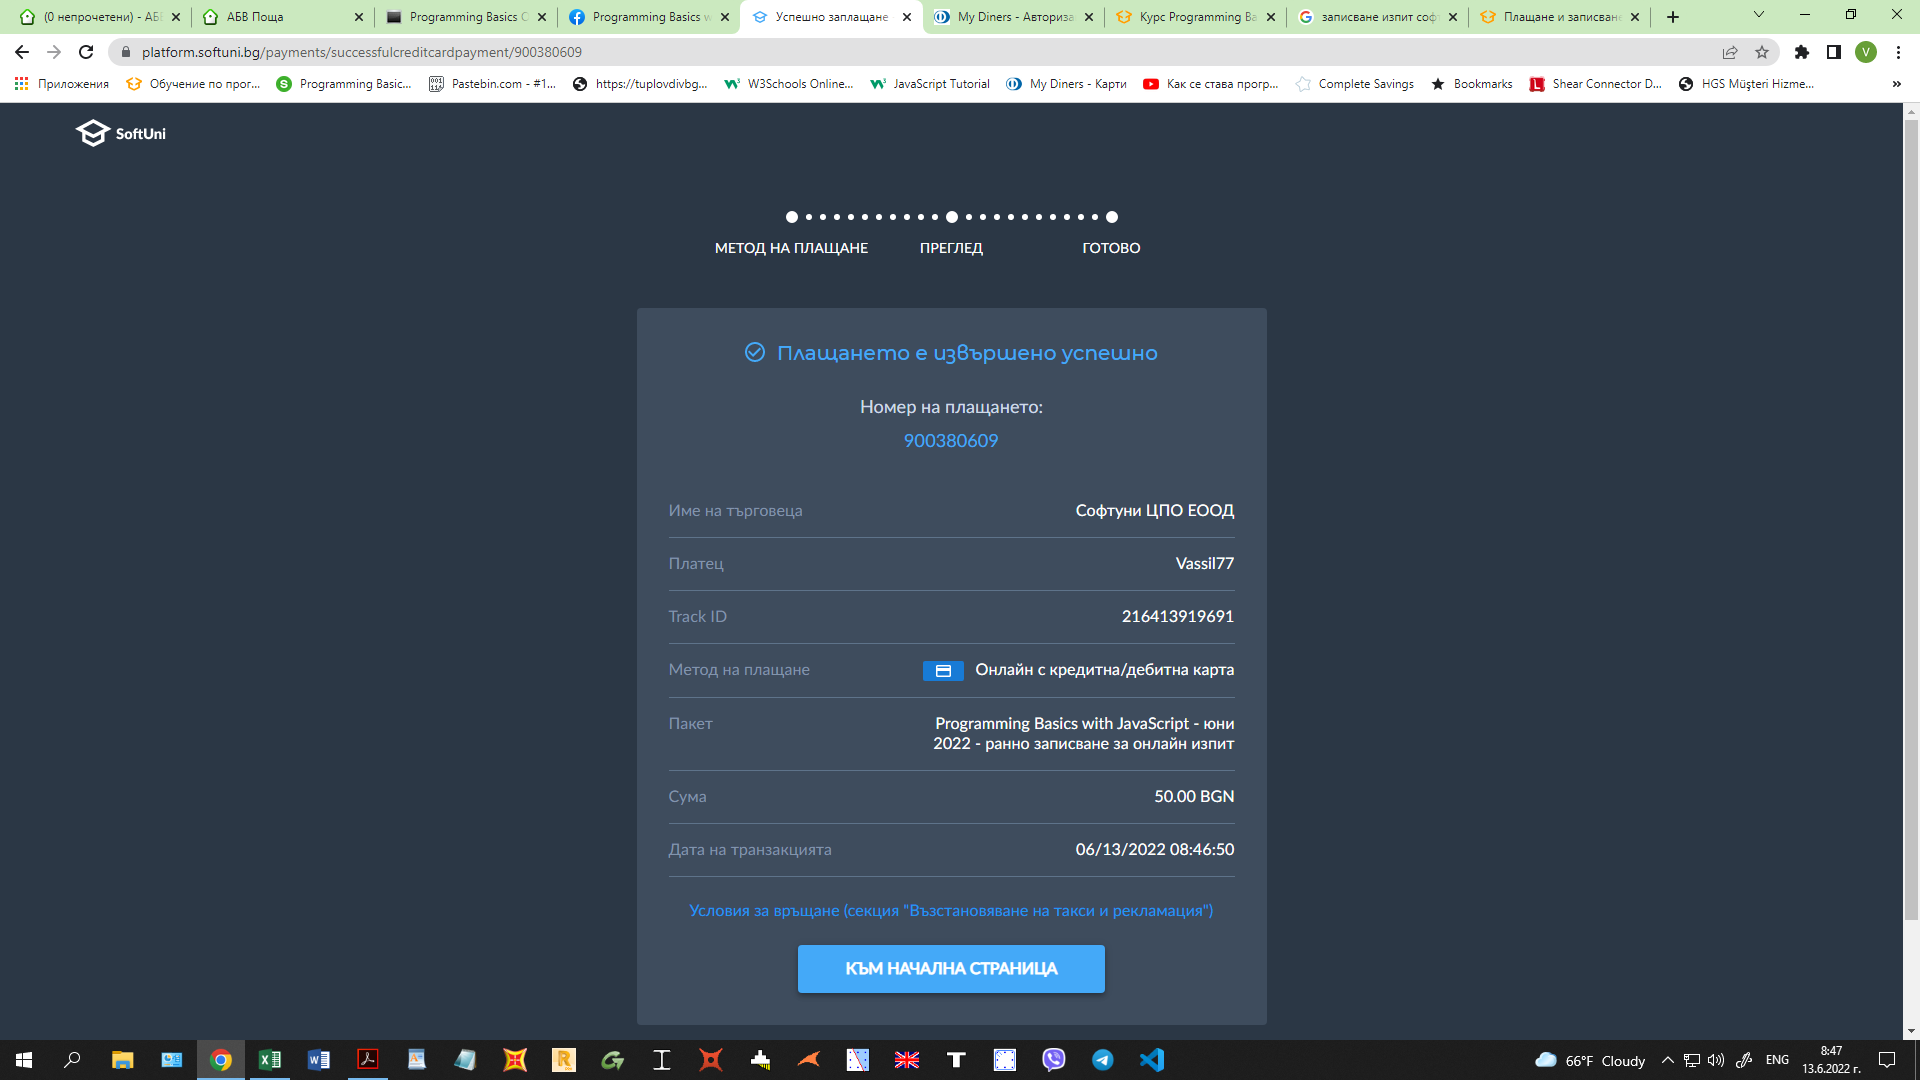 (0 непрочетени) - АБ
АБВ Поща
Programming Basics
Programming Basics w
Успешно заплащане
My Diners - Авториза
Курс Programming Ba
записване изпит соф
Плащане и записван
platform.softuni.bg/payments/successfulcreditcardpayment/900380609
V
Приложения
Обучение по прог...
Programming Basic...
Pastebin.com - #1...
https://tuplovdivbg...
W3Schools Online...
JavaScript Tutorial
My Diners - Карти
Как се става прогр...
Complete Savings
Bookmarks
Shear Connector D...
HGS Müşteri Hizme...
»
SoftUni
МЕТОД НА ПЛАЩАНЕ
ПРЕГЛЕД
ГОТОВО
Плащането е извършено успешно
Номер на плащането:
900380609
Име на търговеца
Софтуни ЦПО ЕООД
Платец
Vassil77
Track ID
216413919691
Метод на плащане
Онлайн с кредитна/дебитна карта
Пакет
Programming Basics with JavaScript - юни
2022 - ранно записване за онлайн изпит
Сума
50.00 BGN
Дата на транзакцията
06/13/2022 08:46:50
Условия за връщане (секция "Възстановяване на такси и рекламация")
КЪМ НАЧАЛНА СТРАНИЦА
66°F Cloudy
ENG
8:47
13.6.2022 г.